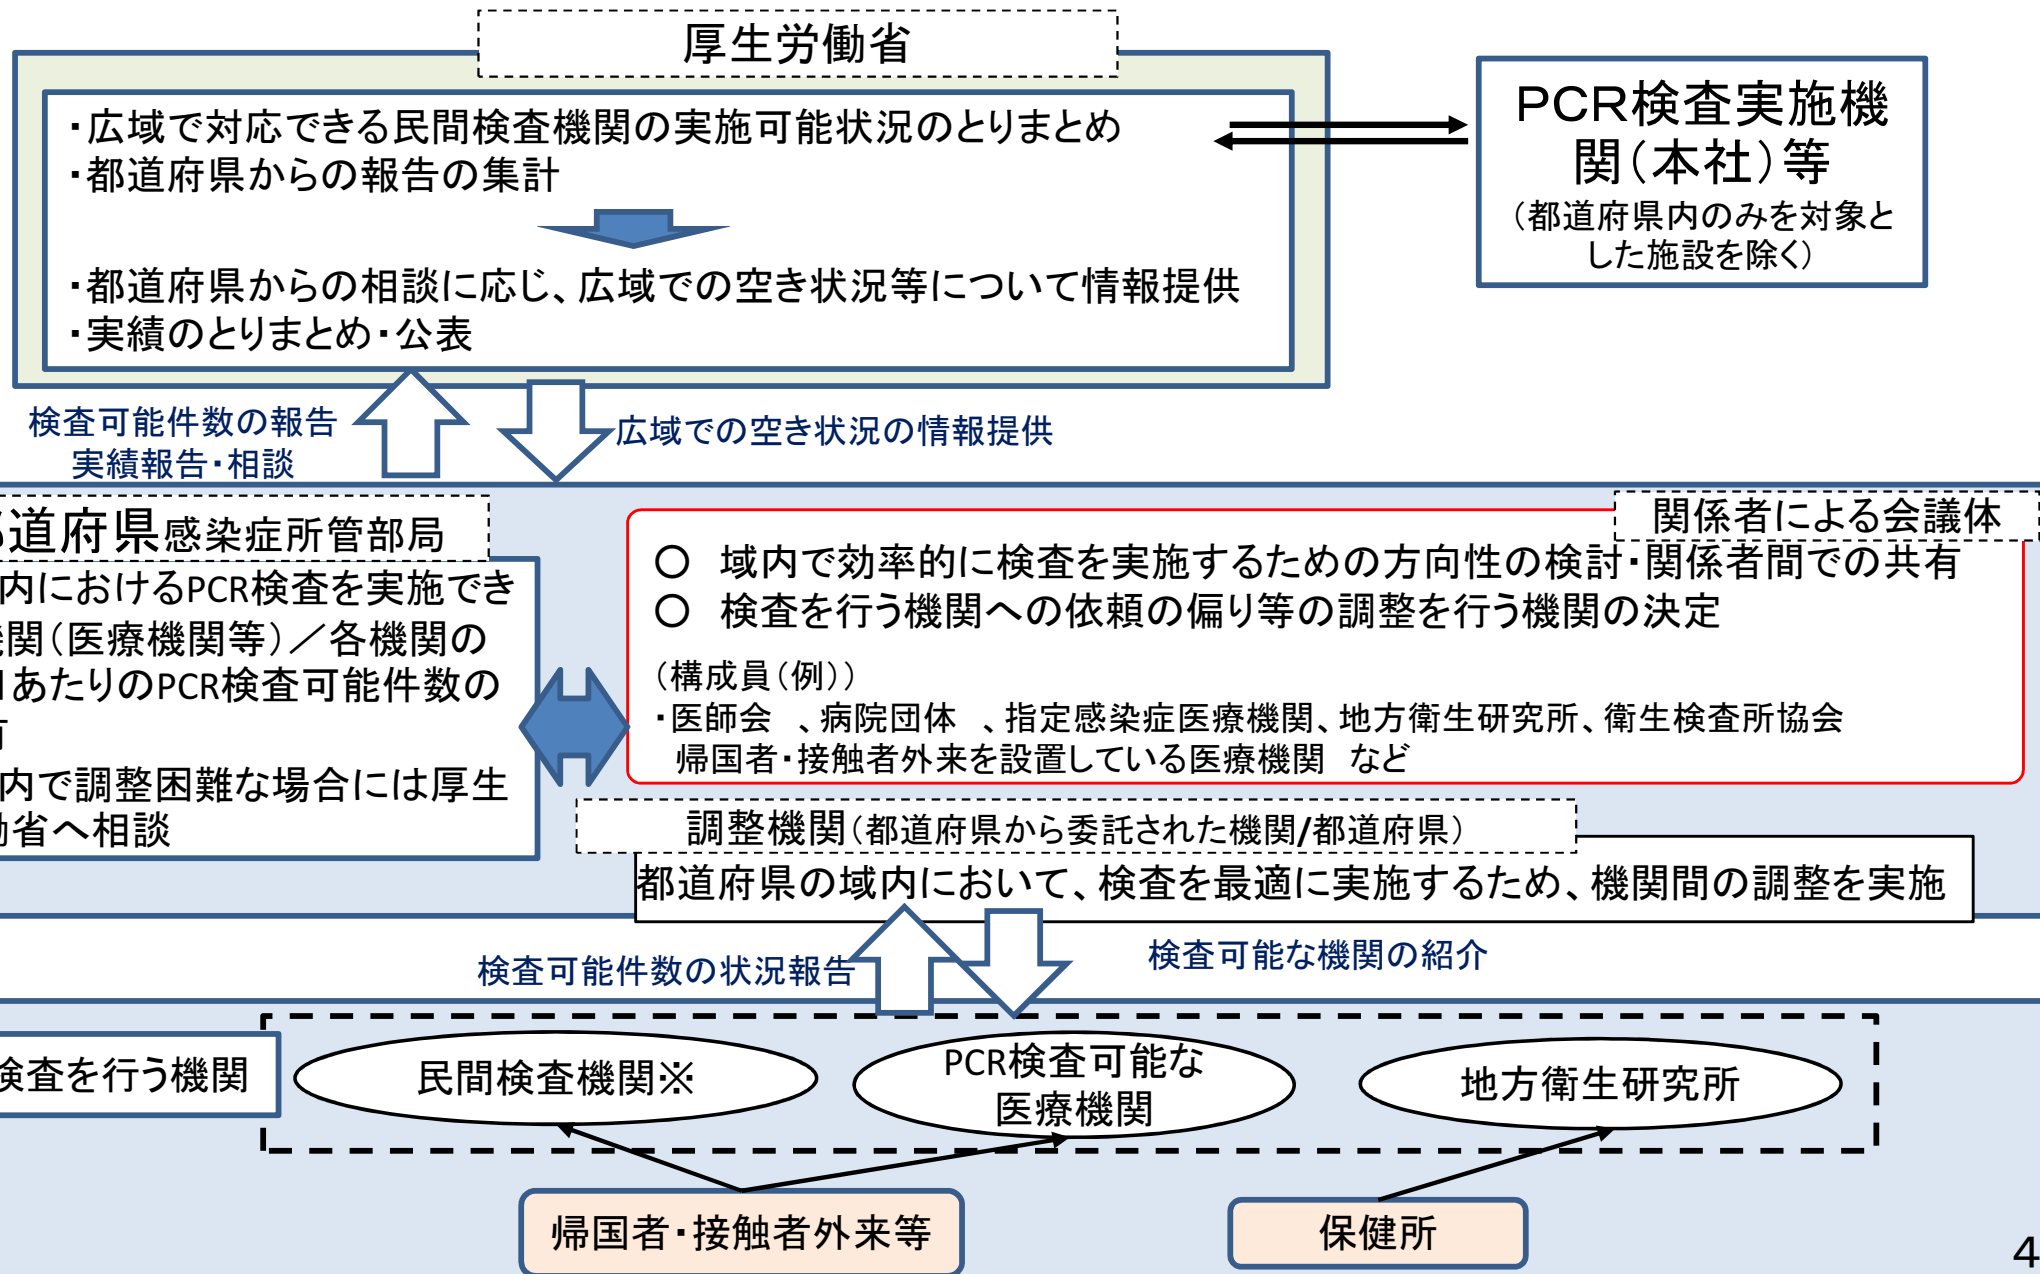 厚生労働省
・広域で対応できる民間検査機関の実施可能状況のとりまとめ
・都道府県からの報告の集計
・都道府県からの相談に応じ、広域での空き状況等について情報提供
・実績のとりまとめ・公表
PCR検査実施機
関（本社）等
（都道府県内のみを対象と
した施設を除く）
検査可能件数の報告
実績報告・相談
広域での空き状況の情報提供
道府県感染症所管部局
内におけるPCR検査を実施でき
関（医療機関等）／各機関の
あたりのPCR検査可能件数の
内で調整困難な場合には厚生
省へ相談
関係者による会議体
○ 域内で効率的に検査を実施するための方向性の検討・関係者間での共有
○ 検査を行う機関への依頼の偏り等の調整を行う機関の決定
（構成員（例））
・医師会 、病院団体 、指定感染症医療機関、地方衛生研究所、衛生検査所協会
帰国者・接触者外来を設置している医療機関 など
調整機関（都道府県から委託された機関/都道府県）
都道府県の域内において、検査を最適に実施するため、機関間の調整を実施
検査可能件数の状況報告
検査可能な機関の紹介
検査を行う機関
民間検査機関※
PCR検査可能な
医療機関
地方衛生研究所
帰国者・接触者外来等
保健所
4